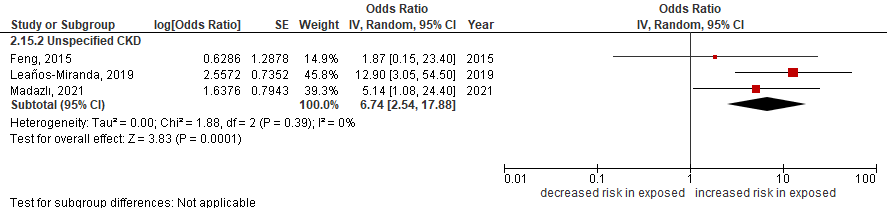 Odds Ratio Odds Ratio
Study or Subgroup log[Odds Ratio] SE Weight IV, Random, 95% CI Year IV, Random, 95% CI
2.15.2 Unspecified CKD
Feng, 2015 0.6286 1.2878 14.9% 1.87 [0.15, 23.40] 2015
Leaños-Miranda, 2019 2.5572 0.7352 45.8% 12.90 [3.05, 54.50] 2019
Madazlı, 2021 1.6376 0.7943 39.3% 5.14 [1.08, 24.40] 2021
Subtotal (95% CI) 100.0% 6.74 [2.54, 17.88]
Heterogeneity: Tau² = 0.00; Chi² = 1.88, df = 2 (P = 0.39); I² = 0%
Test for overall effect: Z = 3.83 (P = 0.0001)
0.01 0.1 1 10 100
decreased risk in exposed increased risk in exposed
Test for subgroup differences: Not applicable